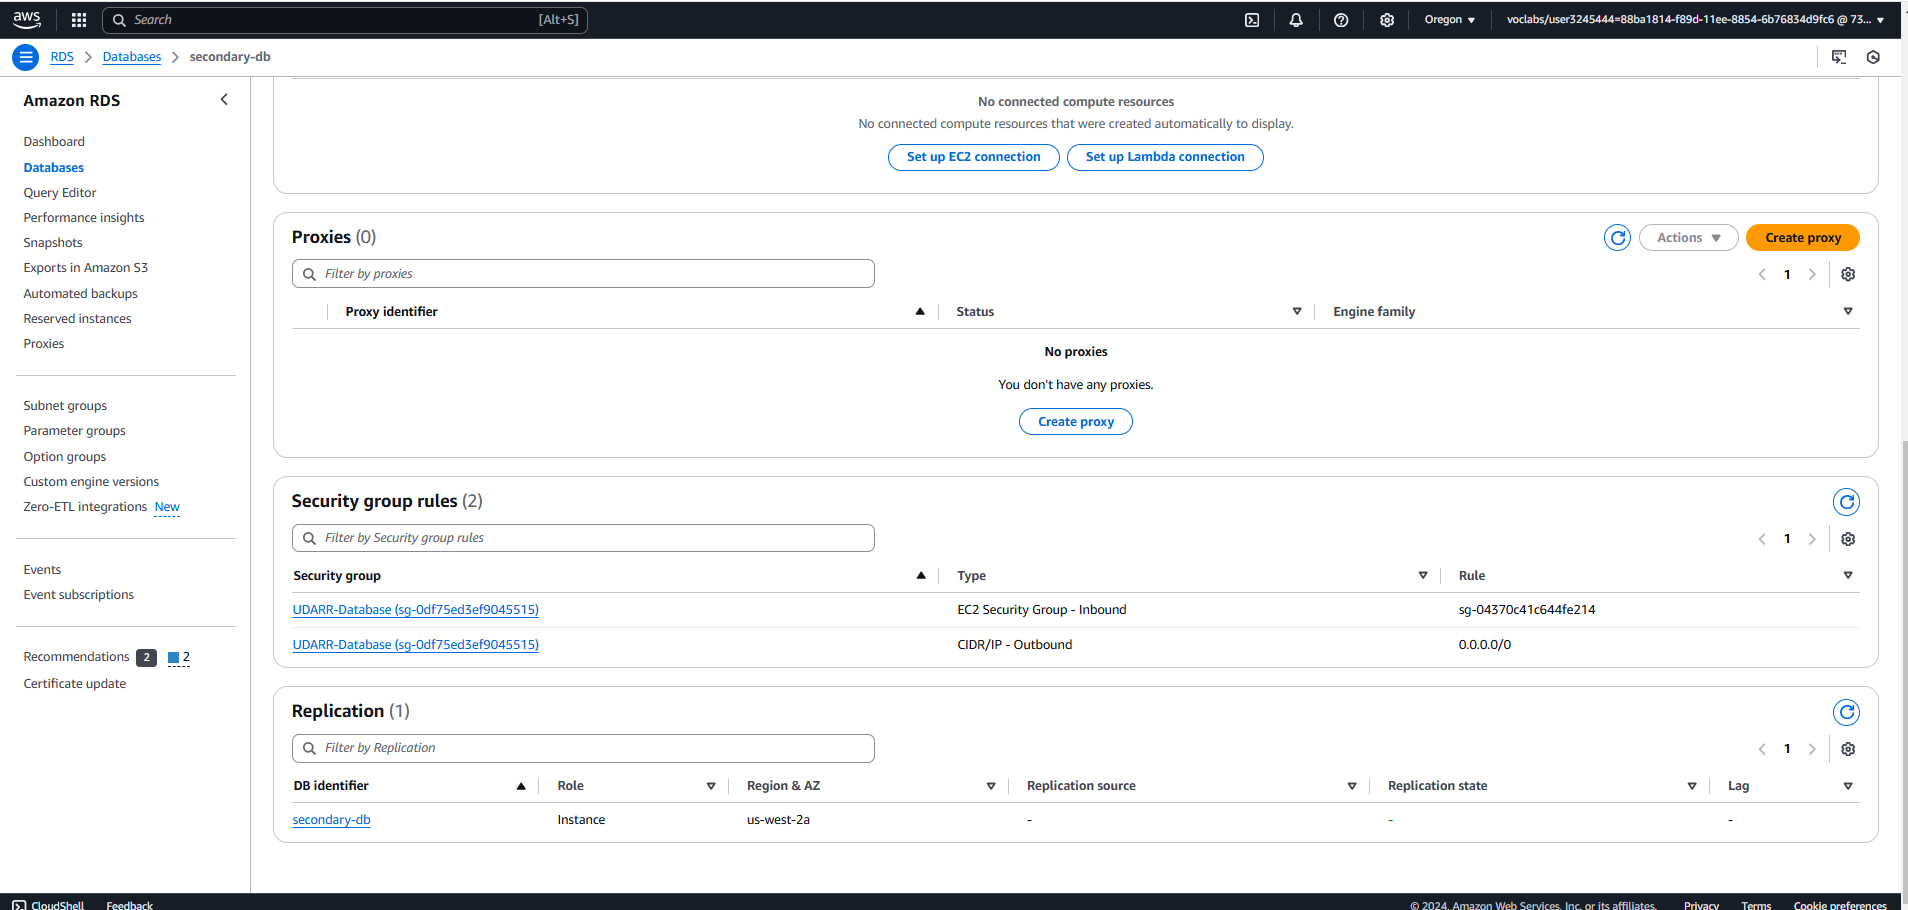 aws
Search
[Alt+S]
Oregon
voclabs/user3245444=88ba1814-f89d-11ee-8854-6b76834d9fc6 @ 73...
RDS
Databases
secondary-db
Amazon RDS
Dashboard
Databases
Query Editor
Performance insights
Snapshots
Exports in Amazon S3
Automated backups
Reserved instances
Proxies
Subnet groups
Parameter groups
Option groups
Custom engine versions
Zero-ETL integrations New
Events
Event subscriptions
Recommendations 2 2
Certificate update
No connected compute resources
No connected compute resources that were created automatically to display.
Set up EC2 connection
Set up Lambda connection
Proxies (0)
Actions
Create proxy
Filter by proxies
1
Proxy identifier
Status
Engine family
No proxies
You don't have any proxies.
Create proxy
Security group rules (2)
Filter by Security group rules
1
Security group
Type
Rule
UDARR-Database (sg-0df75ed3ef9045515)
EC2 Security Group - Inbound
sg-04370c41c644fe214
UDARR-Database (sg-0df75ed3ef9045515)
CIDR/IP - Outbound
0.0.0.0/0
Replication (1)
Filter by Replication
1
DB identifier
Role
Region & AZ
Replication source
Replication state
Lag
secondary-db
Instance
us-west-2a
-
-
-
CloudShell
Feedback
© 2024, Amazon Web Services, Inc. or its affiliates.
Privacy
Terms
Cookie preferences